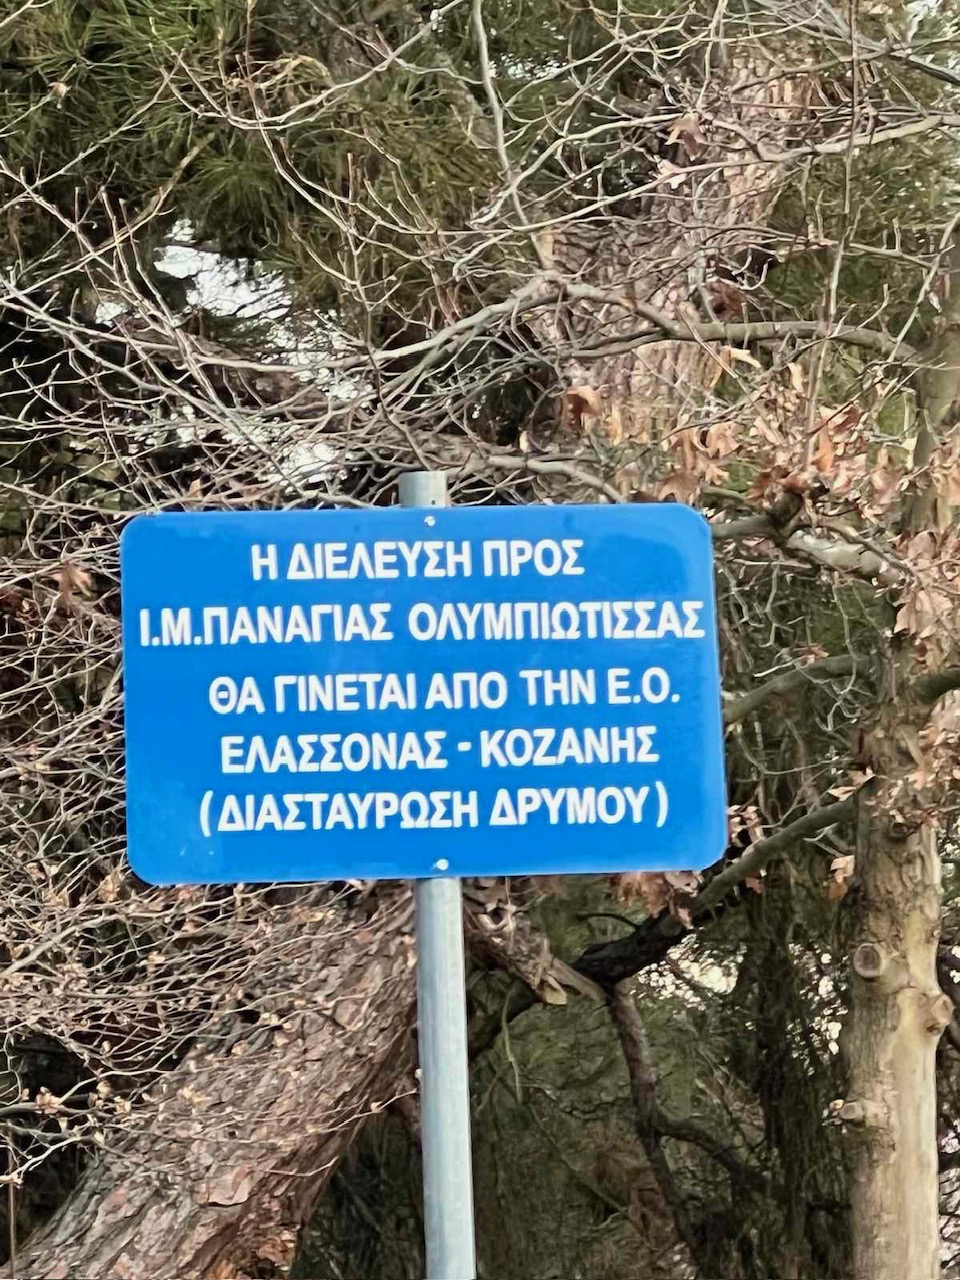 Η ΔΙΕΛΕΥΣΗ ΠΡΟΣ
Ι.Μ.ΠΑΝΑΓΙΑΣ ΟΛΥΜΠΙΩΤΙΣΣΑΣ
ΘΑ ΓΙΝΕΤΑΙ ΑΠΟ ΤΗΝ Ε.Ο.
ΕΛΑΣΣΟΝΑΣ - ΚΟΖΑΝΗΣ
(ΔΙΑΣΤΑΥΡΩΣΗ ΔΡΥΜΟΥ)